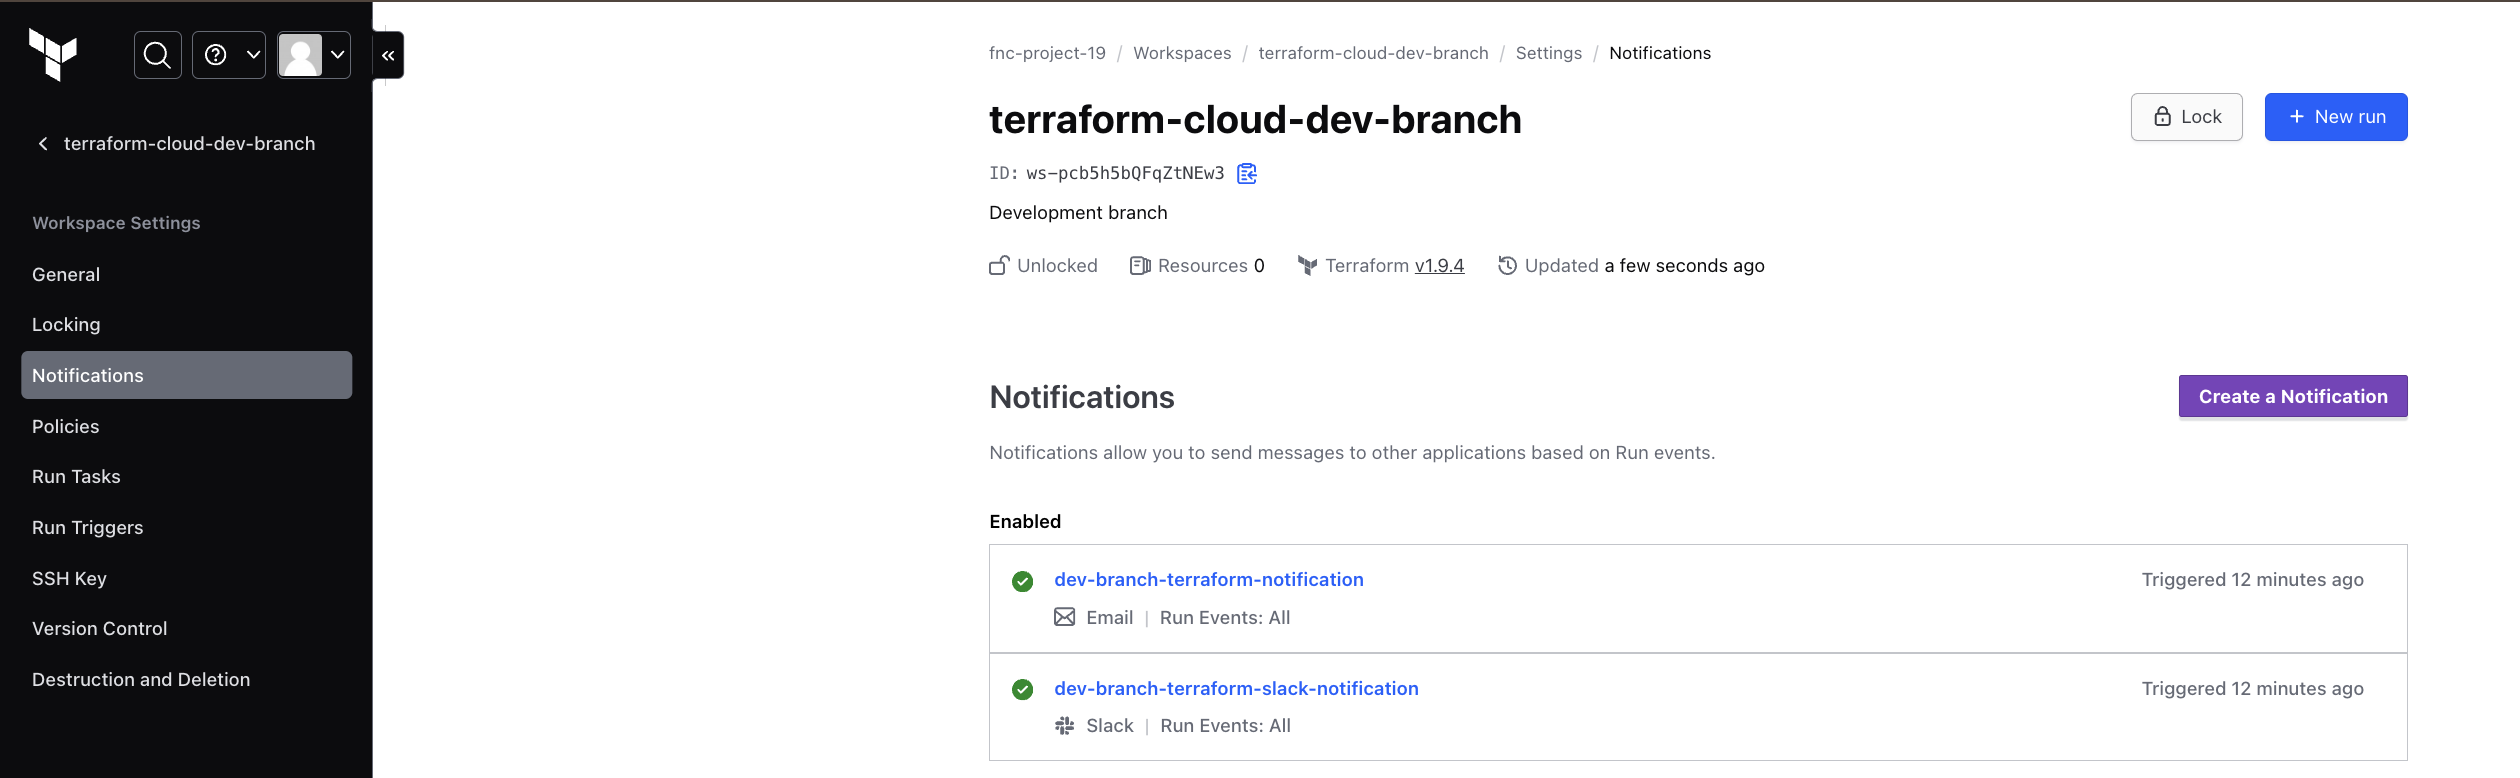 terraform-cloud-dev-branch
Workspace Settings
General
Locking
Notifications
Policies
Run Tasks
Run Triggers
SSH Key
Version Control
Destruction and Deletion
fnc-project-19 / Workspaces / terraform-cloud-dev-branch / Settings / Notifications
terraform-cloud-dev-branch
Lock
+ New run
ID: ws-pcb5h5bQFqZtNEw3
Development branch
Unlocked Resources 0 Terraform v1.9.4 Updated a few seconds ago
Notifications
Create a Notification
Notifications allow you to send messages to other applications based on Run events.
Enabled
dev-branch-terraform-notification Triggered 12 minutes ago
Email | Run Events: All
dev-branch-terraform-slack-notification Triggered 12 minutes ago
Slack | Run Events: All